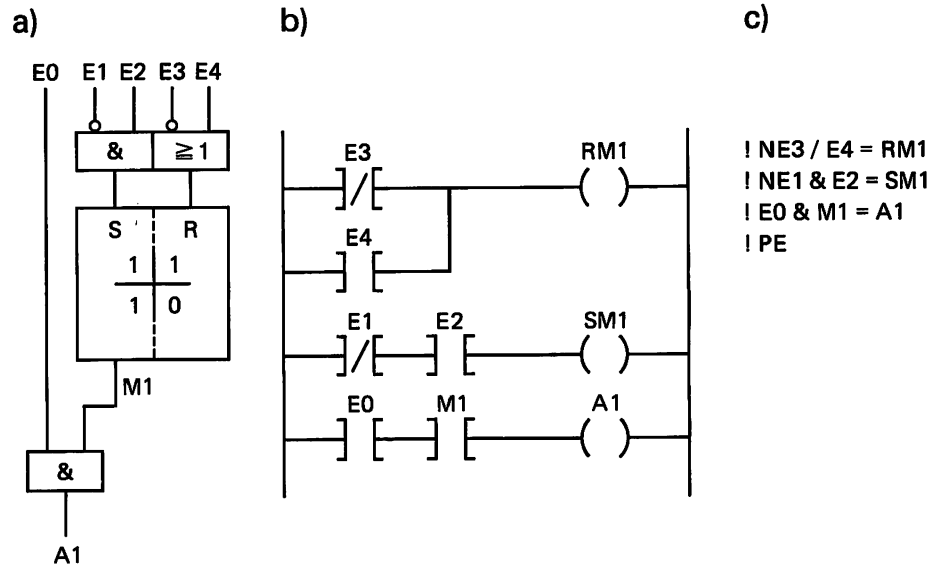 a)
E0 E1 E2 E3 E4
& ≧1
S R
1 1
1 0
M1
&
A1
b)
E3 RM1
E4
E1 E2 SM1
E0 M1 A1
c)
! NE3 / E4 = RM1
! NE1 & E2 = SM1
! E0 & M1 = A1
! PE